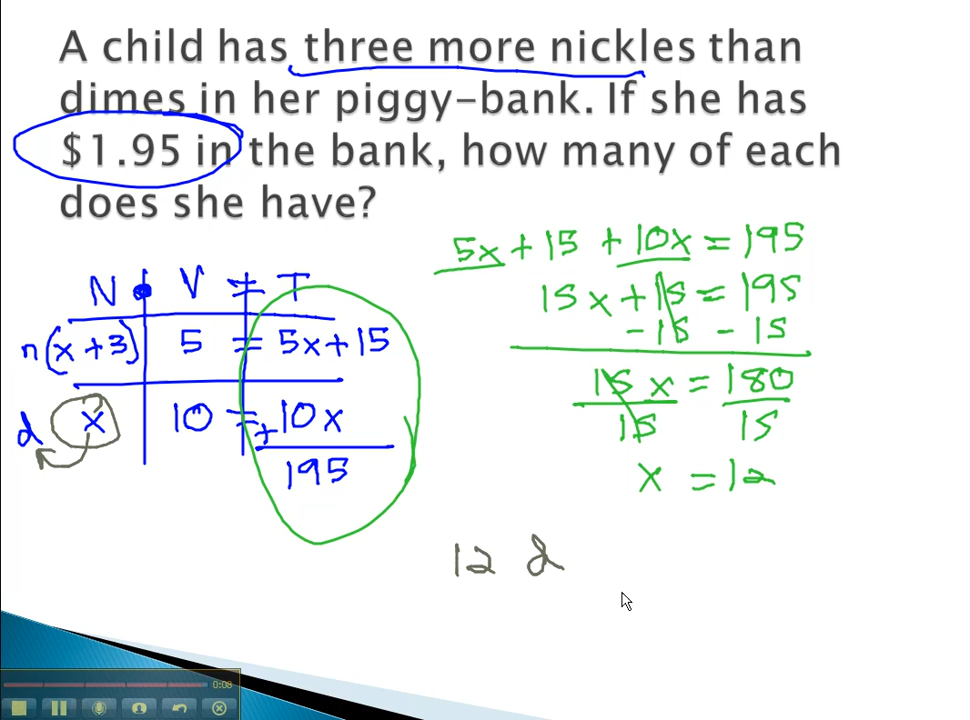 A child has three more nickles than
dimes in her piggy-bank. If she has
$1.95 in the bank, how many of each
does she have?
N • V = T
n(x + 3) 5 = 5x + 15
d x 10 = +10x
195
5x + 15 + 10x = 195
15x + 15 = 195
- 15 - 15
15x = 180
15 15
x = 12
12 d
0:08